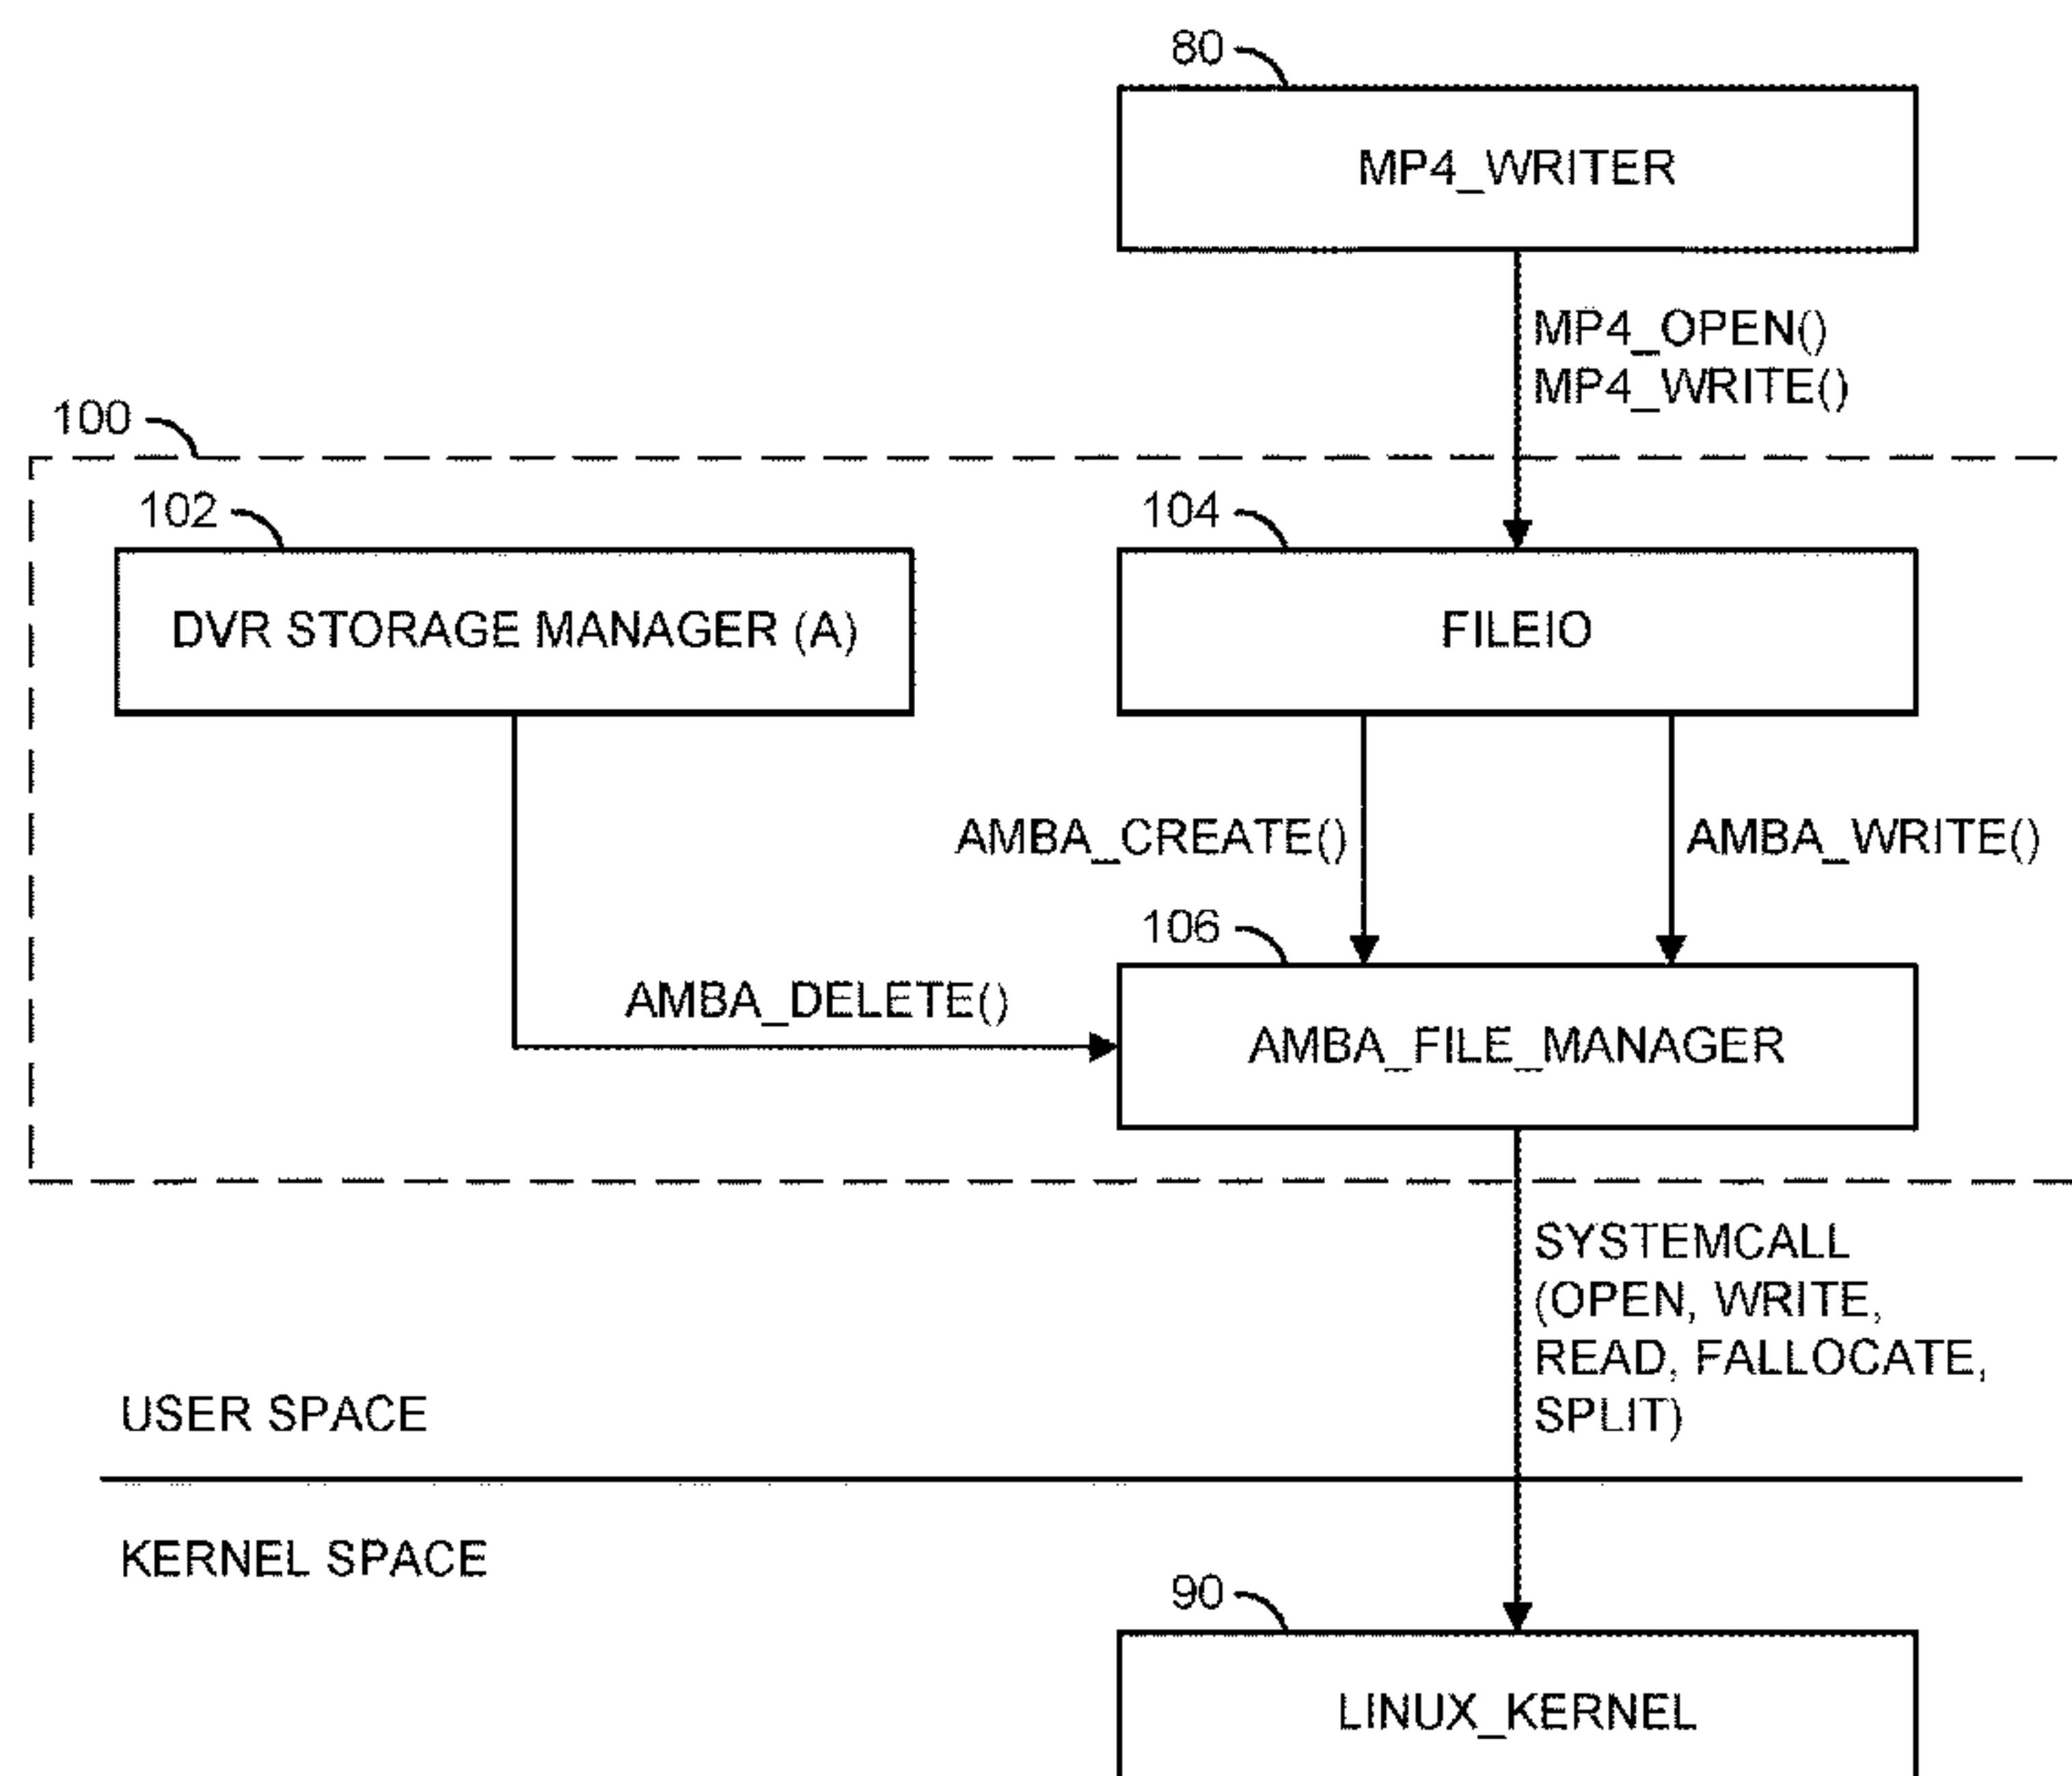 80
MP4_WRITER
MP4_OPEN()
MP4_WRITE()
100
102
104
DVR STORAGE MANAGER (A)
FILEIO
AMBA_CREATE()
AMBA_WRITE()
106
AMBA_DELETE()
AMBA_FILE_MANAGER
SYSTEMCALL
(OPEN, WRITE,
READ, FALLOCATE,
SPLIT)
USER SPACE
KERNEL SPACE
90
LINUX_KERNEL